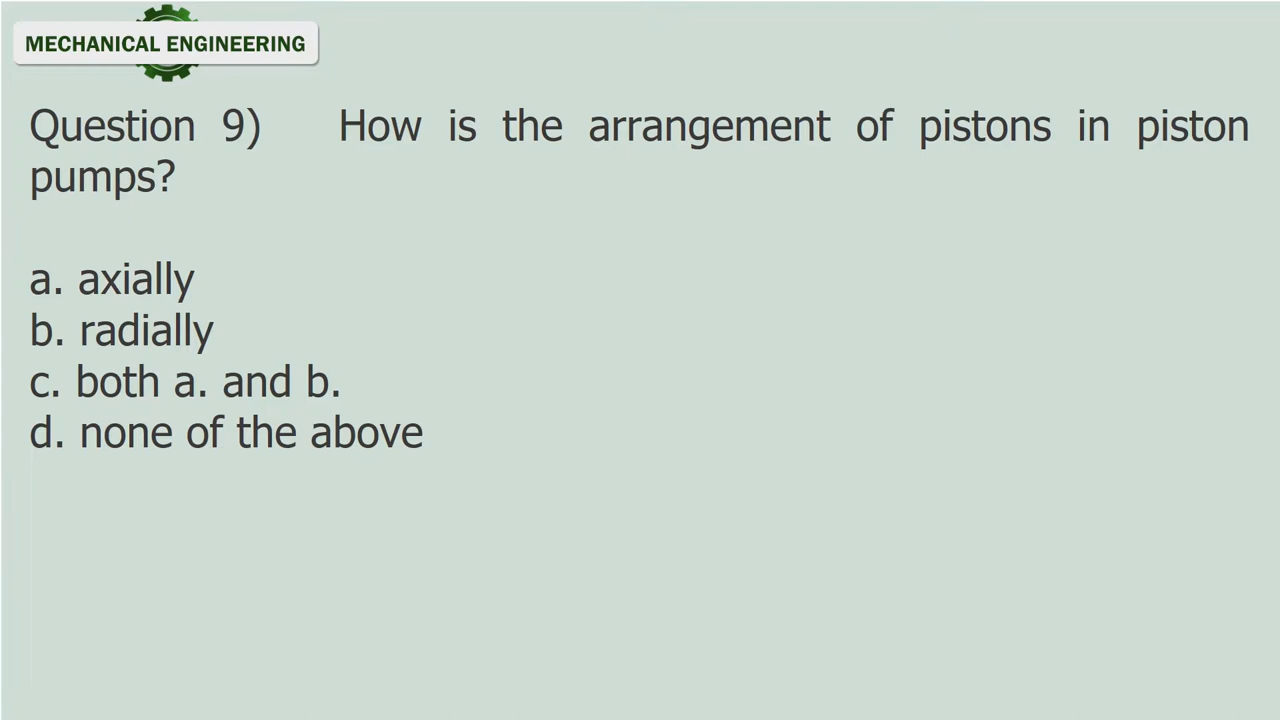 MECHANICAL ENGINEERING
Question 9) How is the arrangement of pistons in piston
pumps?
a. axially
b. radially
c. both a. and b.
d. none of the above